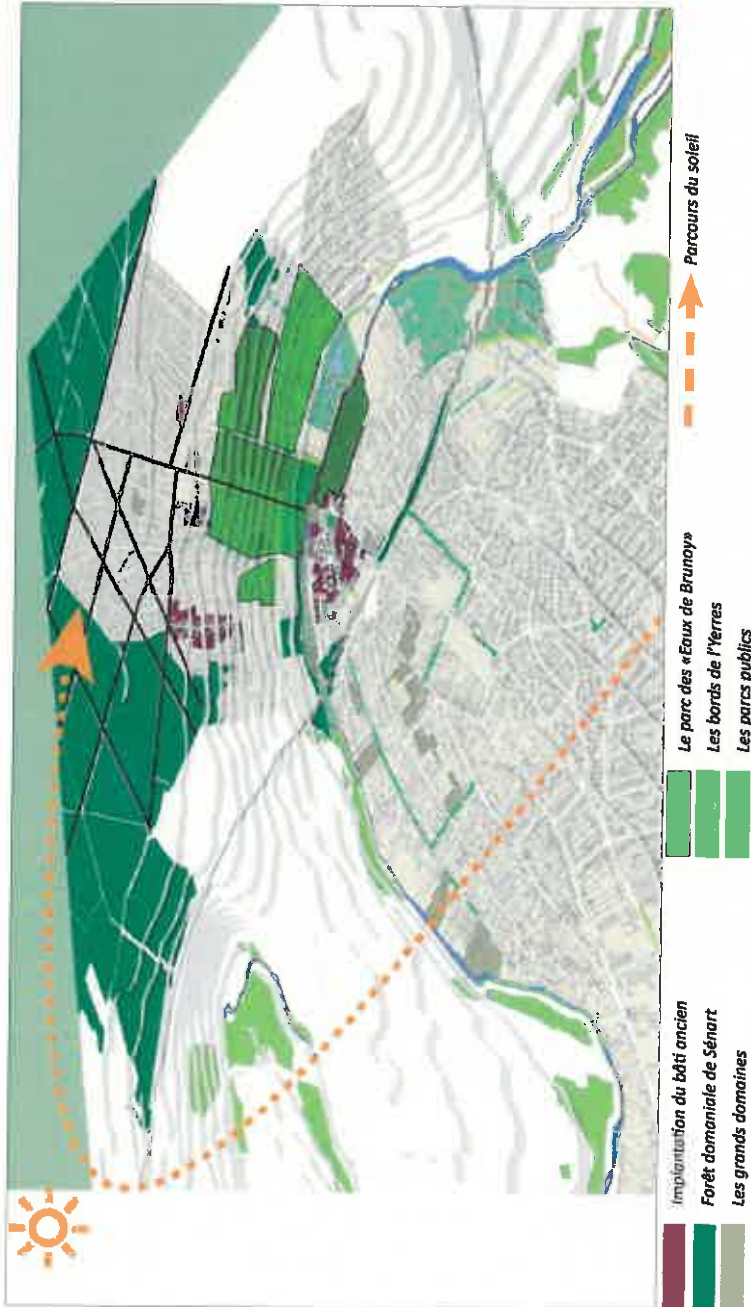 Implantation du bâti ancien
Forêt domaniale de Sénart
Les grands domaines
Le parc des «Eaux de Brunoy»
Les bords de l'Yerres
Les parcs publics
Parcours du soleil